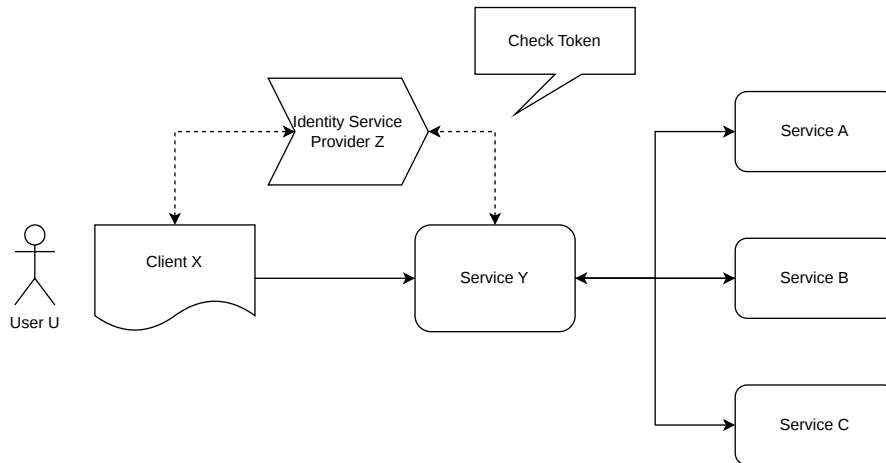 Check Token
Identity Service
Provider Z
Service A
Client X
Service Y
Service B
User U
Service C